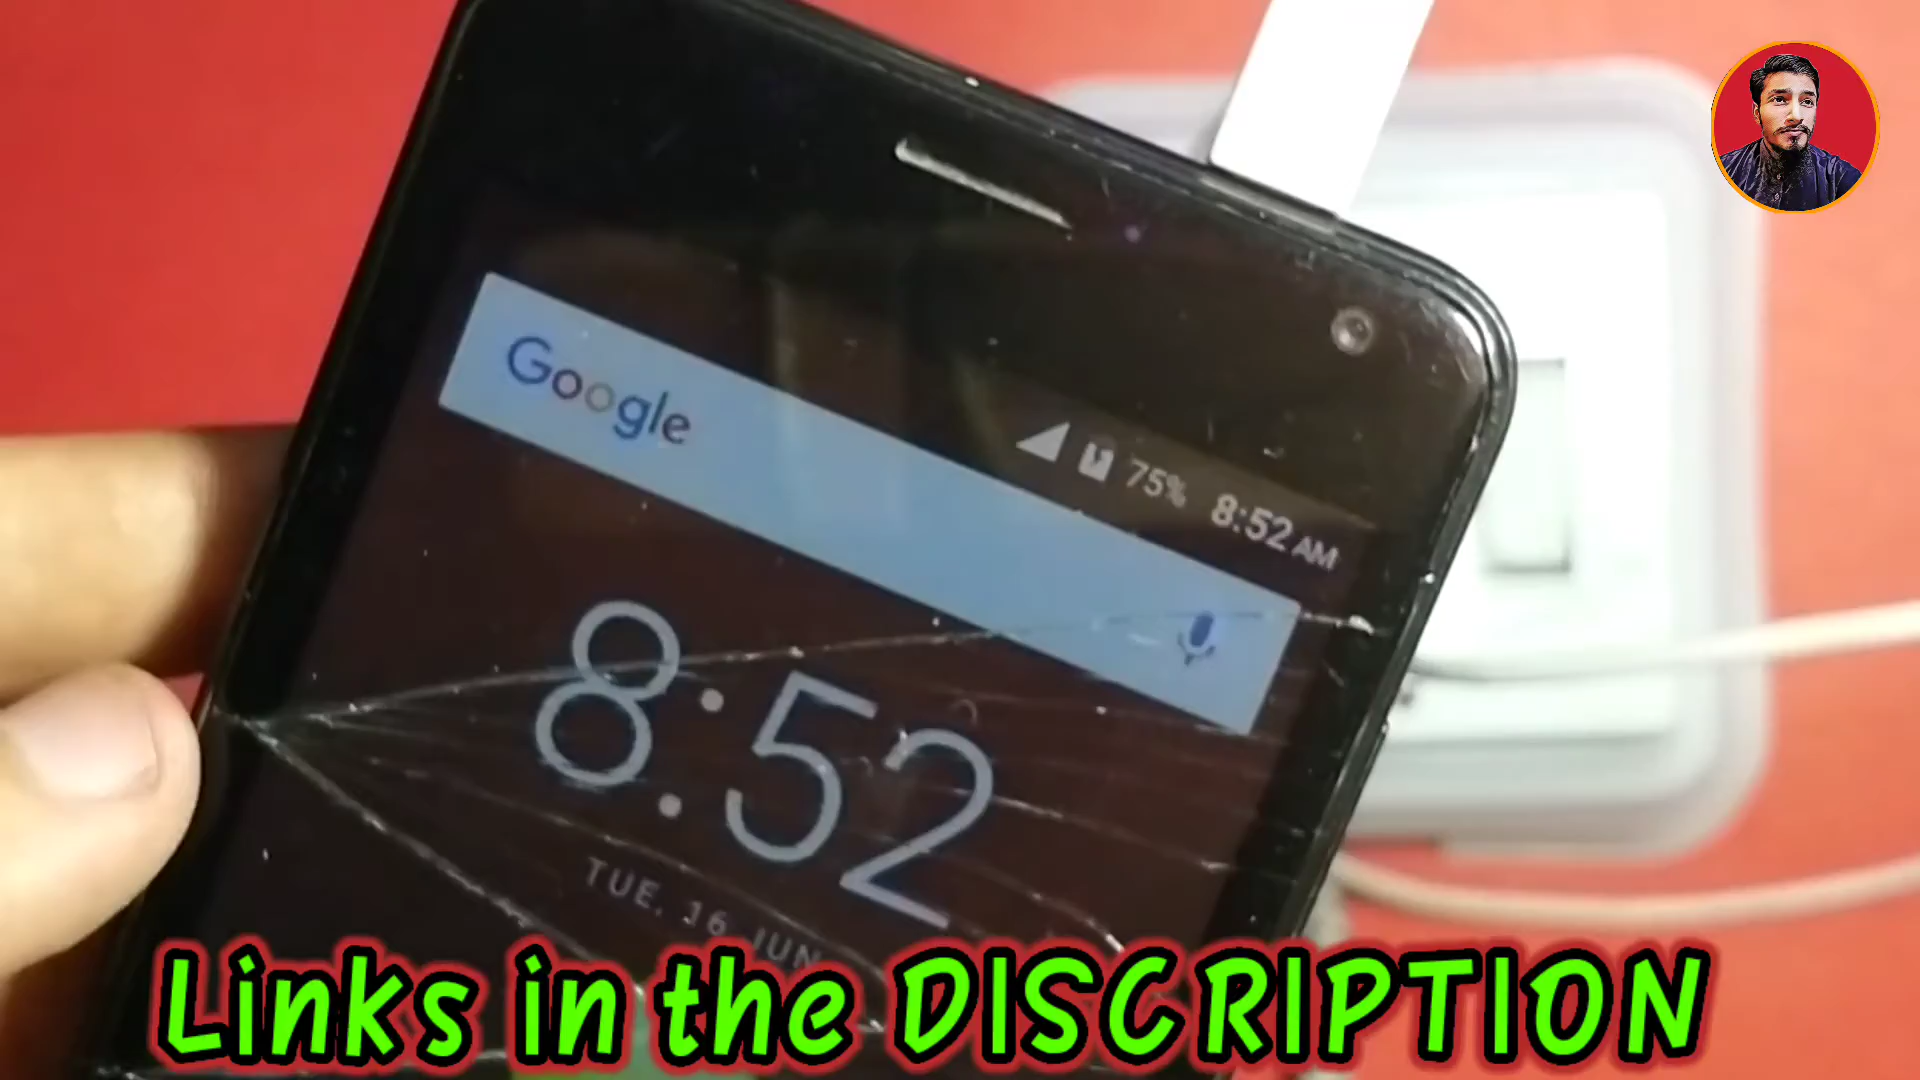 Google
75% 8:52 AM
8:52
TUE, 16 JUN
Links in the DISCRIPTION